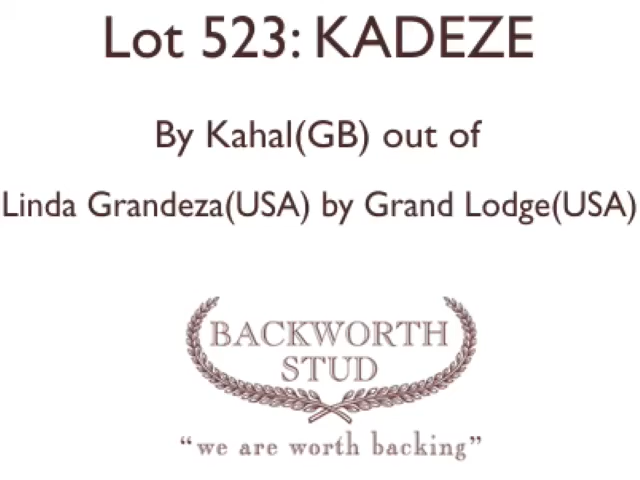 Lot 523: KADEZE
By Kahal(GB) out of
Linda Grandeza(USA) by Grand Lodge(USA)
BACKWORTH
STUD
“we are worth backing”